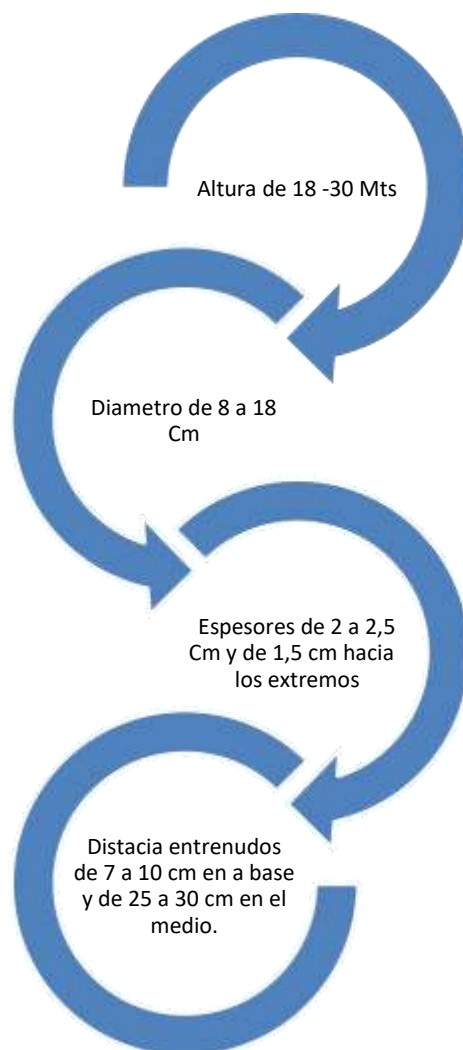 Altura de 18 -30 Mts
Diametro de 8 a 18
Cm
Espesores de 2 a 2,5
Cm y de 1,5 cm hacia
los extremos
Distacia entrenudos
de 7 a 10 cm en a base
y de 25 a 30 cm en el
medio.